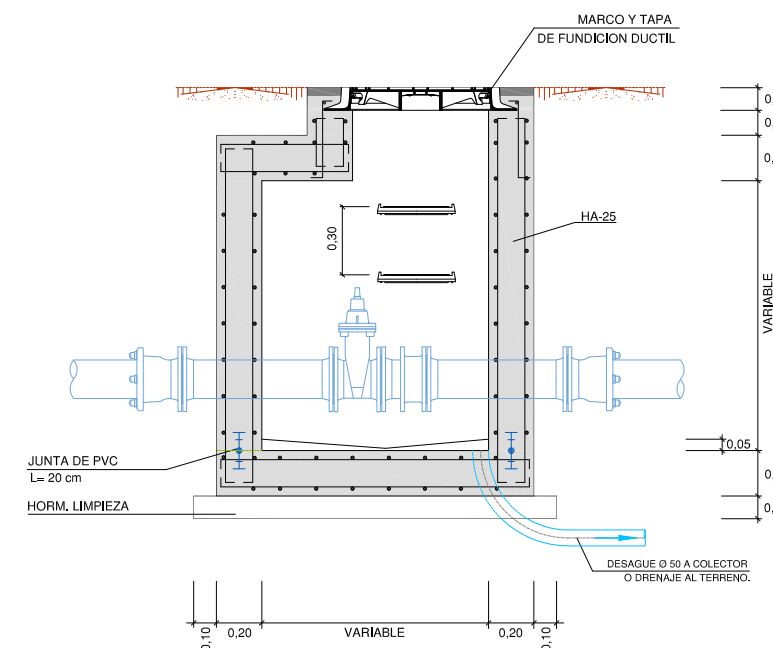 MARCO Y TAPA
DE FUNDICION DUCTIL
HA-25
0,30
VARIABLE
0,05
JUNTA DE PVC
L= 20 cm
HORM. LIMPIEZA
DESAGUE Ø 50 A COLECTOR
O DRENAJE AL TERRENO.
0,10
0,20
VARIABLE
0,20
0,10